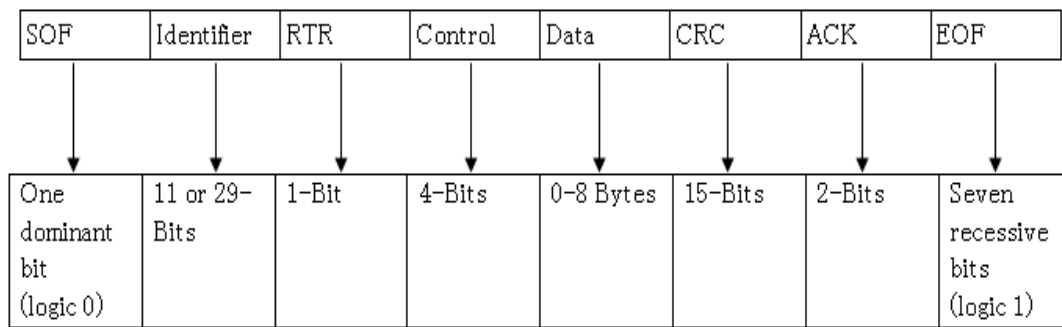 SOF Identifier RTR Control Data CRC ACK EOF
One 11 or 29- 1-Bit 4-Bits 0-8 Bytes 15-Bits 2-Bits Seven
dominant Bits recessive
bit bits
(logic 0) (logic 1)